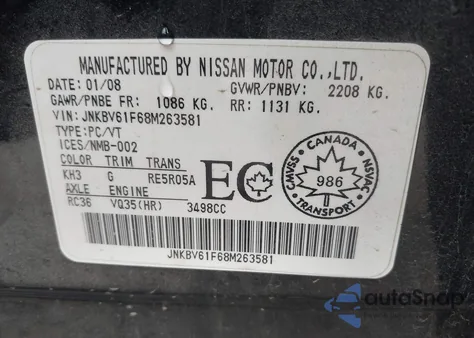 MANUFACTURED BY NISSAN MOTOR CO.,LTD.
DATE: 01/08 GVWR/PNBV: 2208 KG.
GAWR/PNBE FR: 1086 KG. RR: 1131 KG.
VIN: JNKBV61F68M263581
TYPE:PC/VT
ICES/NMB-002
COLOR TRIM TRANS
KH3 G RE5R05A
AXLE ENGINE
RC36 VQ35(HR) 3498CC
EC
CANADA
CMVSS NSVAC
986
TRANSPORT
JNKBV61F68M263581
autoSnap